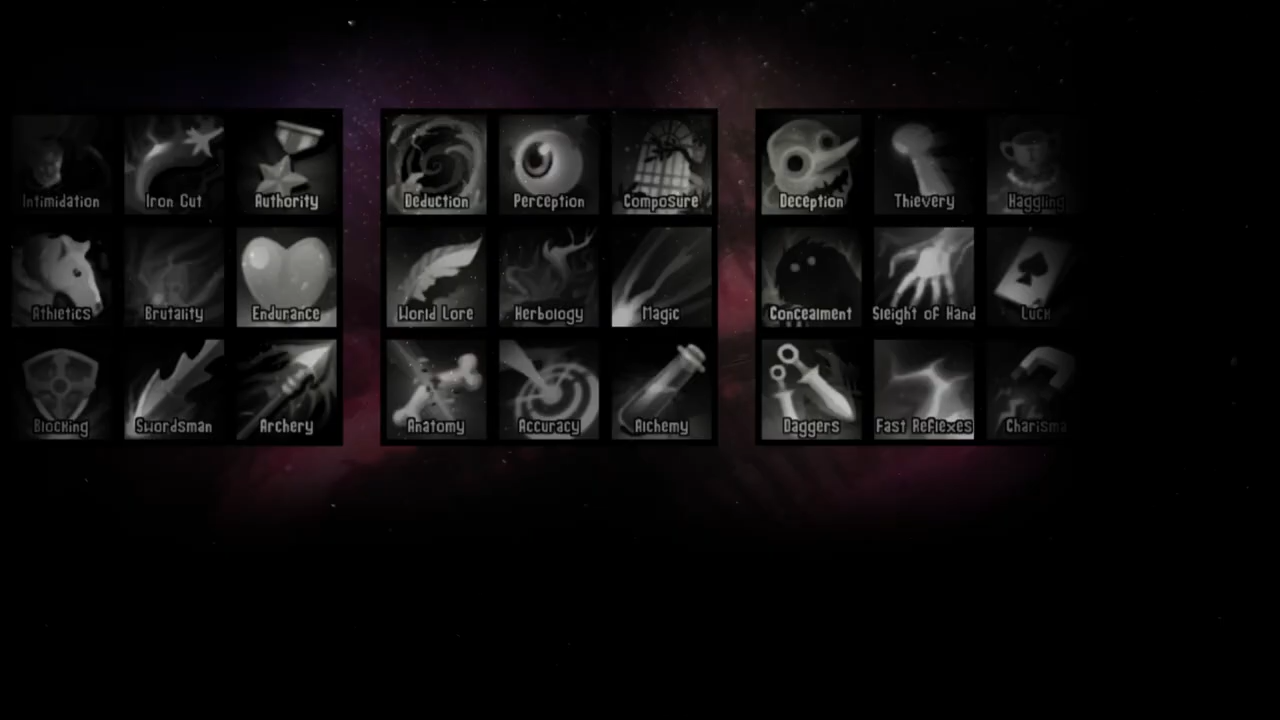 Intimidation Iron Gut Authority
Athletics Brutality Endurance
Blocking Swordsman Archery
Deduction Perception Composure
World Lore Herbology Magic
Anatomy Accuracy Alchemy
Deception Thievery Haggling
Concealment Sleight of Hand Luck
Daggers Fast Reflexes Charisma